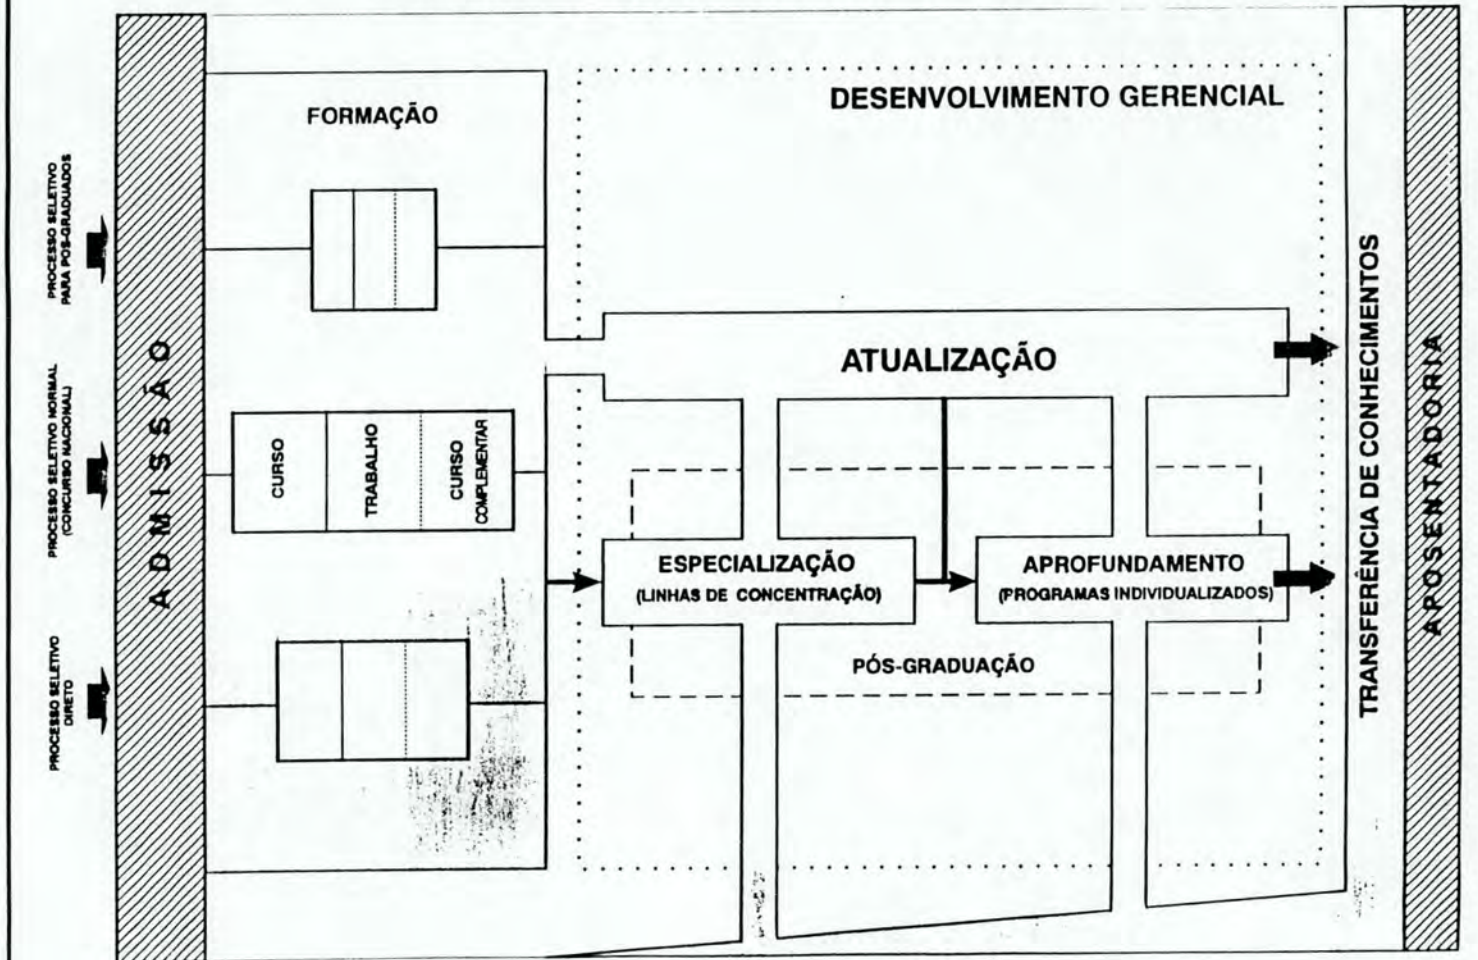 PROCESSO SELETIVO
PARA PÓS-GRADUADOS
PROCESSO SELETIVO NORMAL
(CONCURSO NACIONAL)
PROCESSO SELETIVO
DIRETO
ADMISSÃO
FORMAÇÃO
CURSO
TRABALHO
CURSO
COMPLEMENTAR
DESENVOLVIMENTO GERENCIAL
ATUALIZAÇÃO
ESPECIALIZAÇÃO
(LINHAS DE CONCENTRAÇÃO)
APROFUNDAMENTO
(PROGRAMAS INDIVIDUALIZADOS)
PÓS-GRADUAÇÃO
TRANSFERÊNCIA DE CONHECIMENTOS
APOSENTADORIA